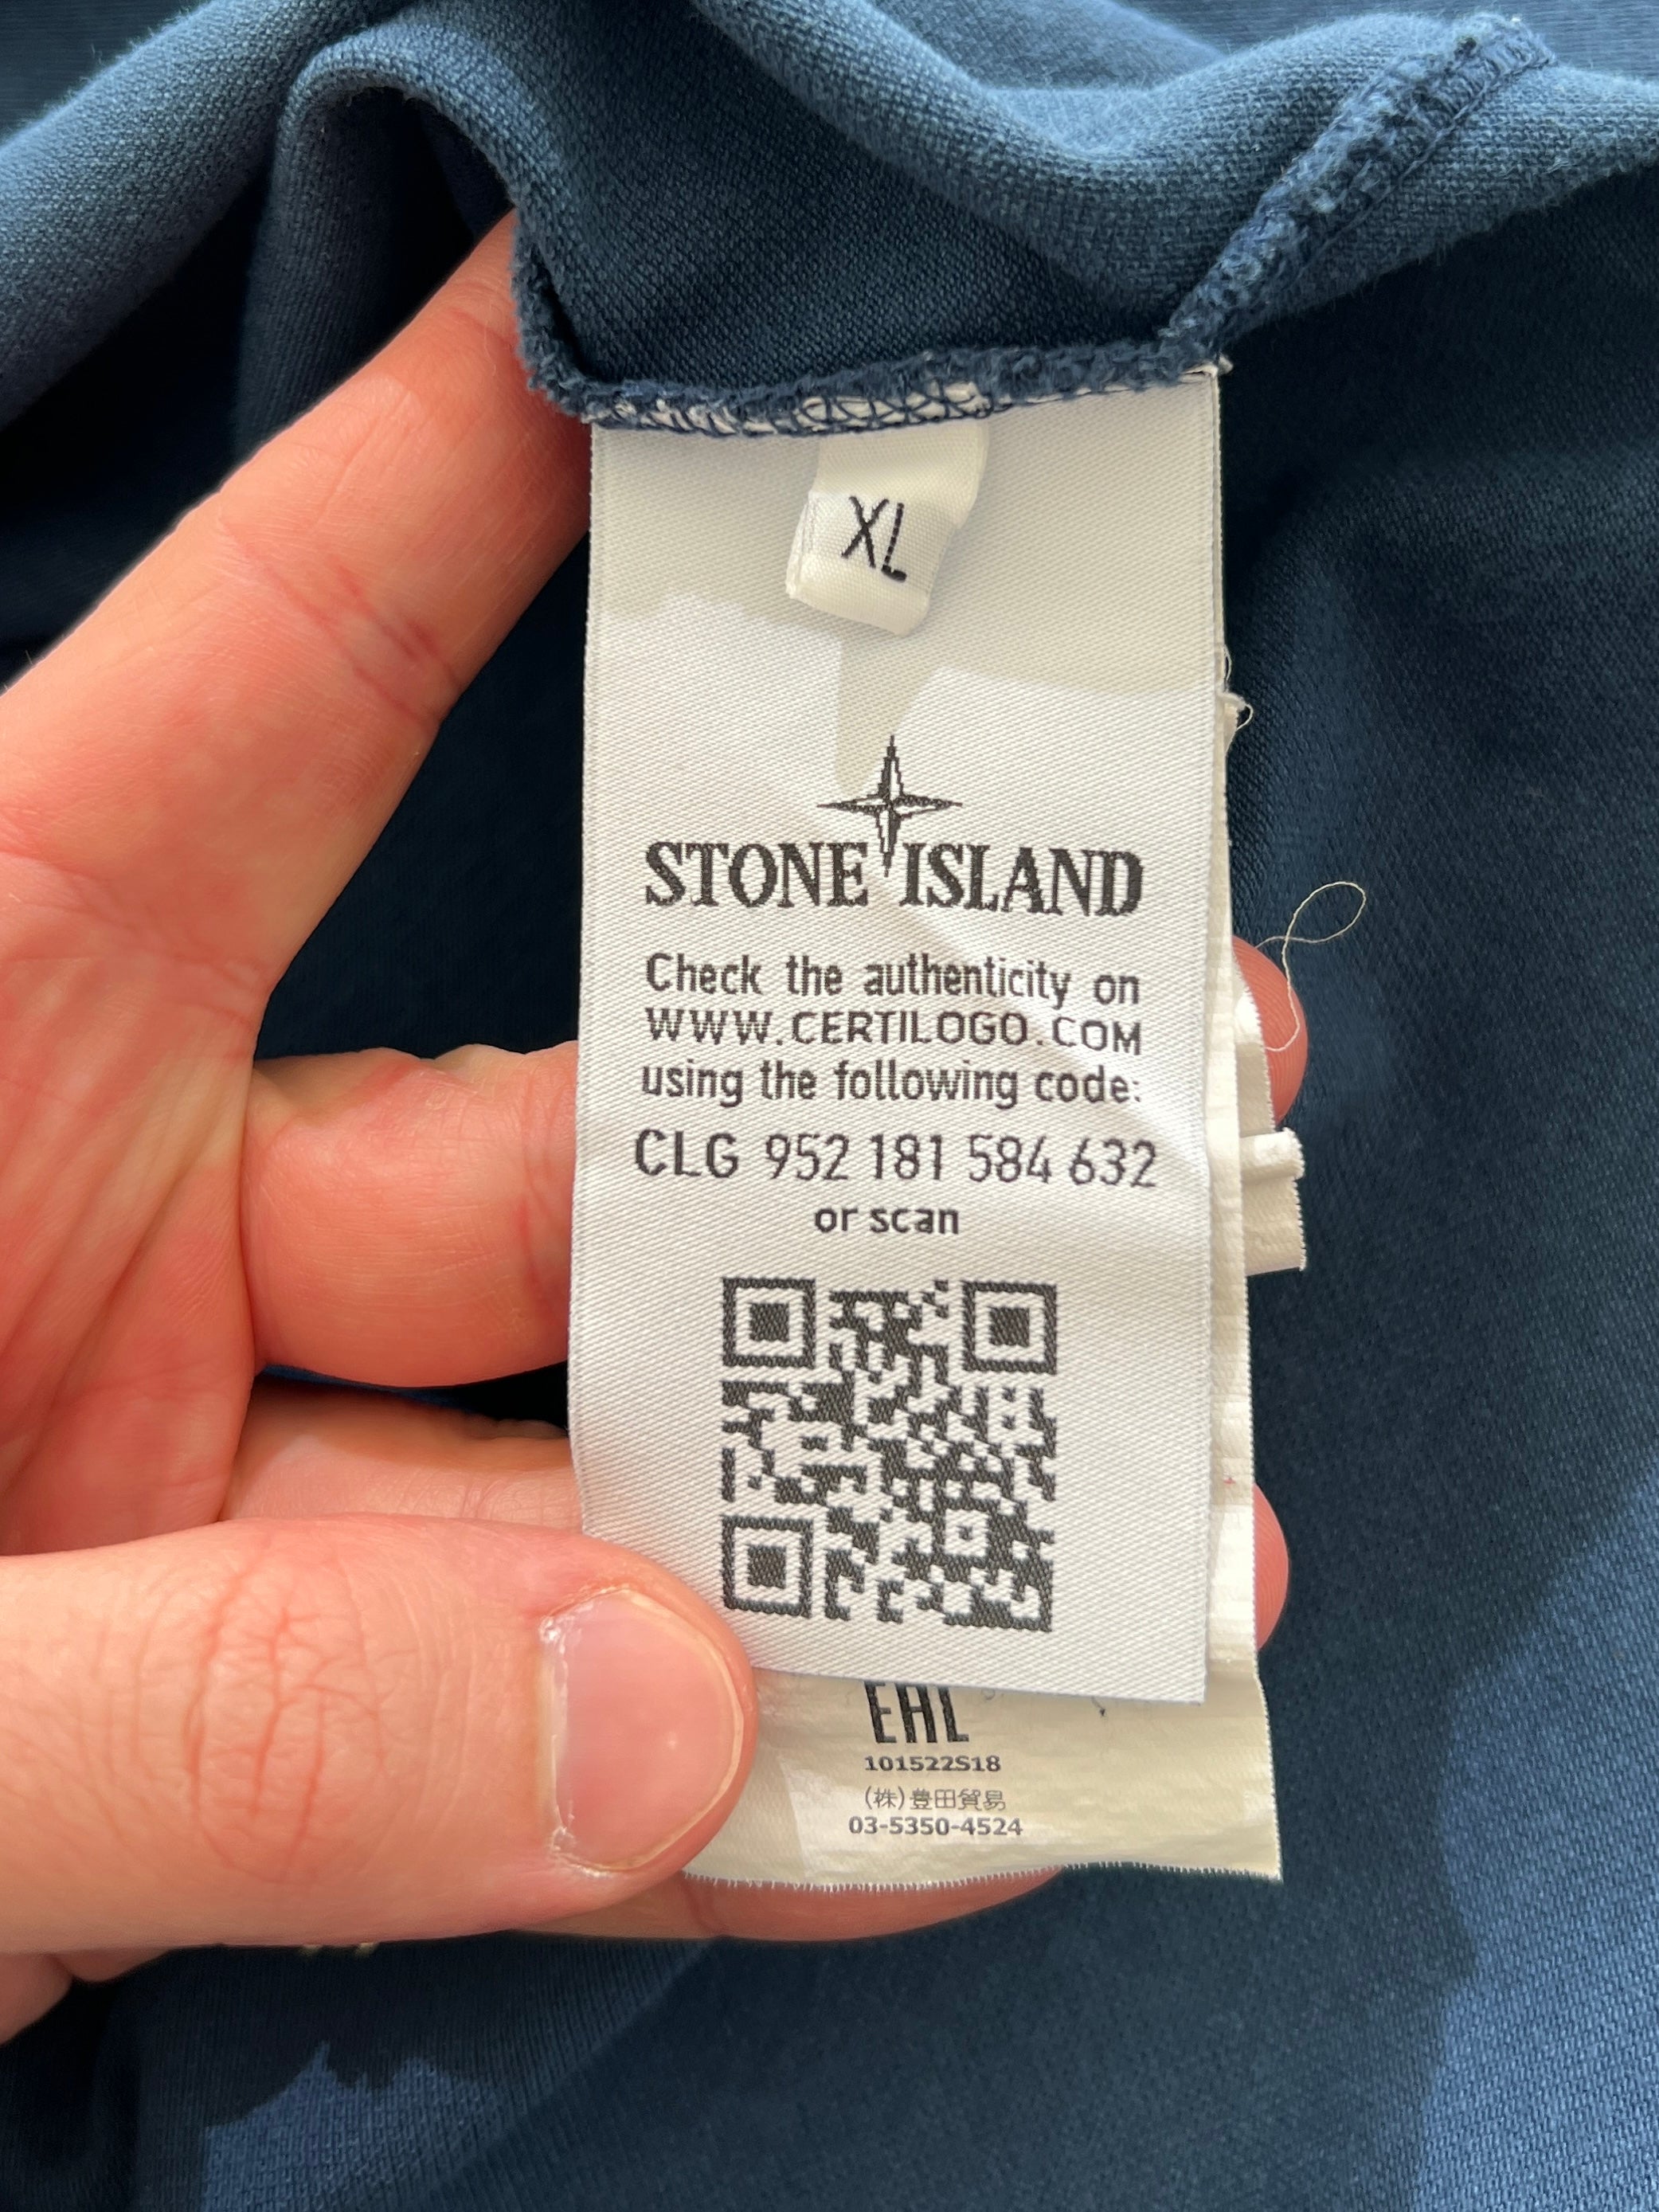 XL
STONE ISLAND
Check the authenticity on
WWW.CERTILOGO.COM
using the following code:
CLG 952 181 584 632
or scan
EAC
101522S18
(株)豊田貿易
03-5350-4524